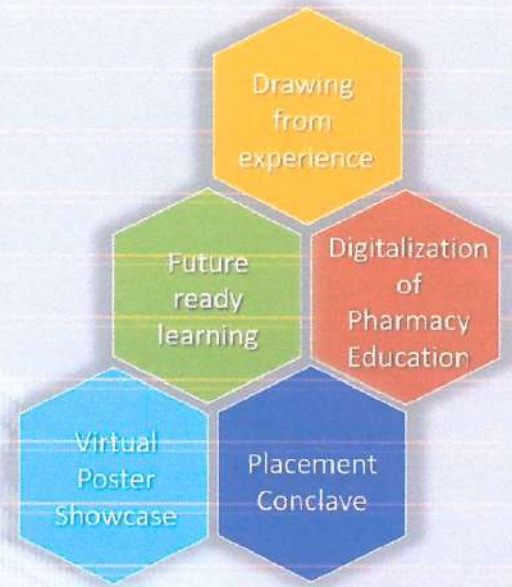 Drawing
from
experience
Future
ready
learning
Digitalization
of
Pharmacy
Education
Virtual
Poster
Showcase
Placement
Conclave